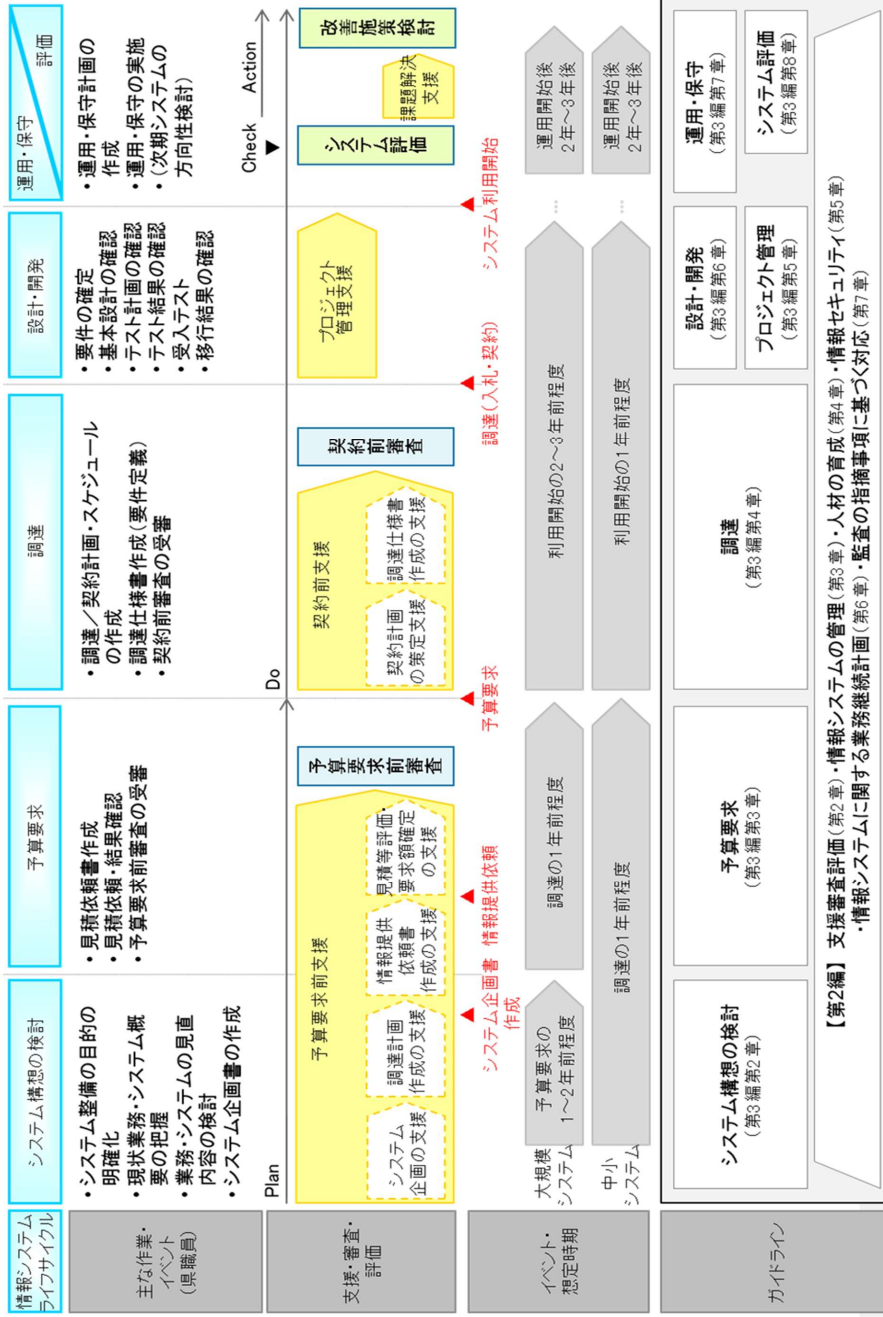 情報システム
ライフサイクル
システム構想の検討
予算要求
調達
設計・開発
運用・保守
評価
主な作業・
イベント
(県職員)
・システム整備の目的の
明確化
・現状業務・システム概
要の把握
・業務・システムの見直
内容の検討
・システム企画書の作成
・見積依頼書作成
・見積依頼・結果確認
・予算要求前審査の受審
・調達/契約計画・スケジュール
の作成
・調達仕様書作成(要件定義)
・契約前審査の受審
・要件の確定
・基本設計の確認
・テスト計画の確認
・テスト結果の確認
・受入テスト
・移行結果の確認
・運用・保守計画の
作成
・運用・保守の実施
・(次期システムの
方向性検討)
支援・審査・
評価
Plan
Do
Check
Action
予算要求前支援
システム
企画の支援
調達計画
作成の支援
情報提供
依頼書
作成の支援
見積等評価・
要求額確定
の支援
予算要求前審査
契約前支援
契約計画
の策定支援
調達仕様書
作成の支援
契約前審査
プロジェクト
管理支援
システム評価
課題解決
支援
改善施策検討
システム企画書
作成
情報提供依頼
予算要求
調達(入札・契約)
システム利用開始
イベント・
想定時期
大規模
システム
予算要求の
1~2年前程度
調達の1年前程度
利用開始の2~3年前程度
…
運用開始後
2年~3年後
中小
システム
調達の1年前程度
利用開始の1年前程度
…
運用開始後
2年~3年後
ガイドライン
システム構想の検討
(第3編第2章)
予算要求
(第3編第3章)
調達
(第3編第4章)
設計・開発
(第3編第6章)
プロジェクト管理
(第3編第5章)
運用・保守
(第3編第7章)
システム評価
(第3編第8章)
【第2編】 支援審査評価(第2章)・情報システムの管理(第3章)・人材の育成(第4章)・情報セキュリティ(第5章)
・情報システムに関する業務継続計画(第6章)・監査の指摘事項に基づく対応(第7章)